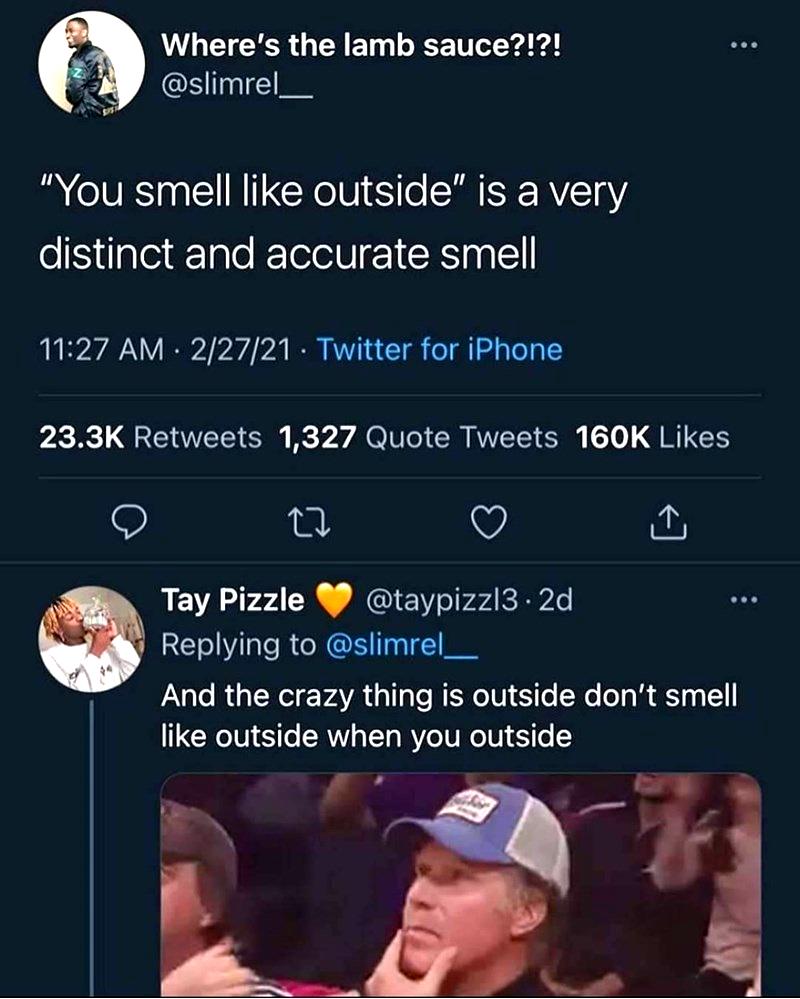 Where's the lamb sauce?!?!
@slimrel__
"You smell like outside" is a very
distinct and accurate smell
11:27 AM · 2/27/21 · Twitter for iPhone
23.3K Retweets 1,327 Quote Tweets 160K Likes
Tay Pizzle 🧡 @taypizzl3 · 2d
Replying to @slimrel__
And the crazy thing is outside don't smell
like outside when you outside